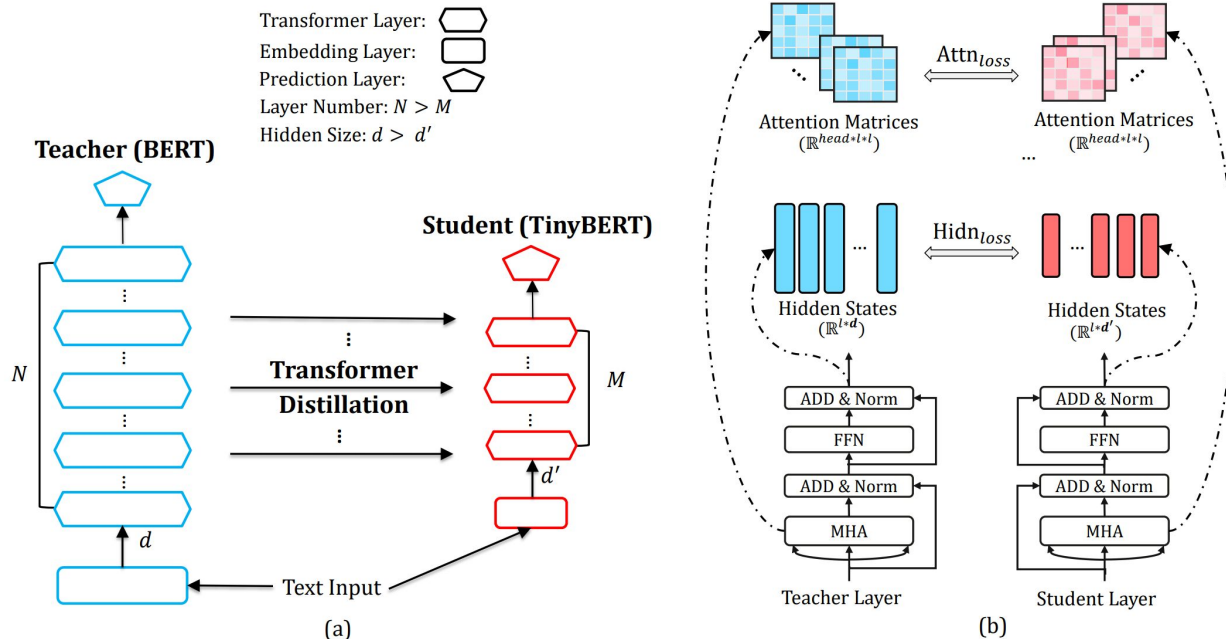 Transformer Layer:
Embedding Layer:
Prediction Layer:
Layer Number: N > M
Hidden Size: d > d′
Teacher (BERT)
Student (TinyBERT)
N
⋮
⋮
⋮
⋮
⋮
Transformer
Distillation
⋮
⋮
⋮
M
d′
d
Text Input
(a)
⋯
Attn_loss
⋯
Attention Matrices
(ℝ^{head∗l∗l})
Attention Matrices
(ℝ^{head∗l∗l})
...
...
Hidn_loss
...
Hidden States
(ℝ^{l∗d})
Hidden States
(ℝ^{l∗d′})
ADD & Norm
FFN
ADD & Norm
MHA
Teacher Layer
ADD & Norm
FFN
ADD & Norm
MHA
Student Layer
(b)